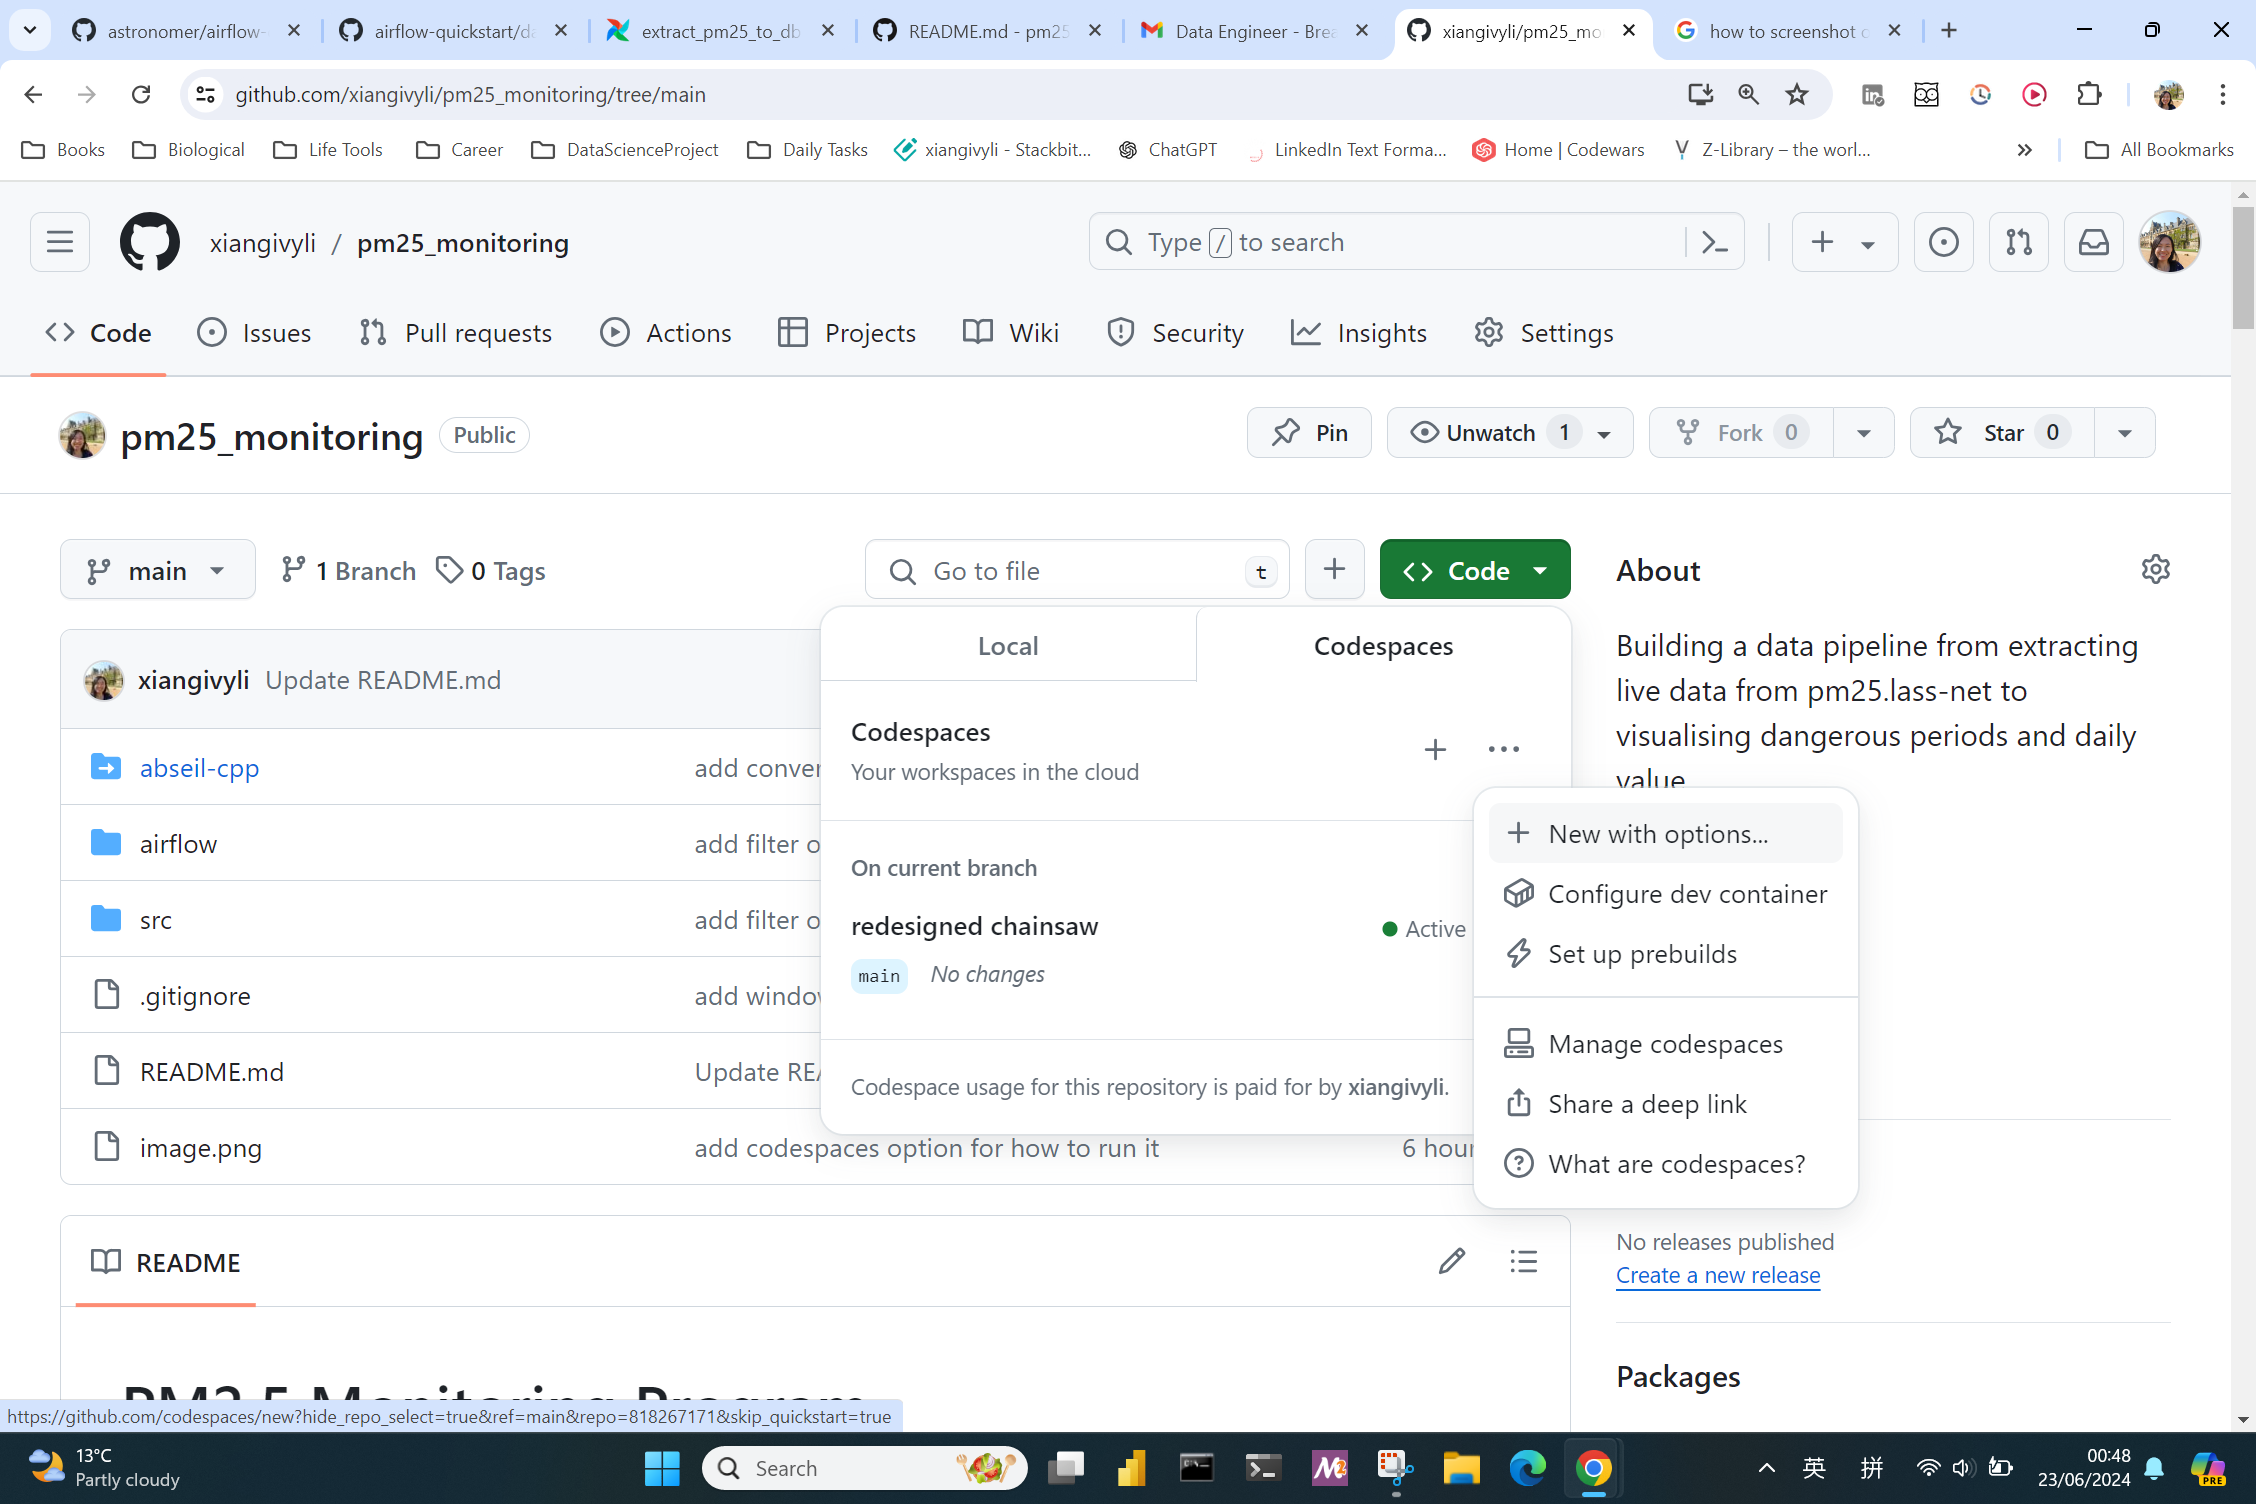 astronomer/airflow-
airflow-quickstart/da
extract_pm25_to_db
README.md - pm25
Data Engineer - Brea
xiangivyli/pm25_mo
how to screenshot c
github.com/xiangivyli/pm25_monitoring/tree/main
Books
Biological
Life Tools
Career
DataScienceProject
Daily Tasks
xiangivyli - Stackbit...
ChatGPT
LinkedIn Text Forma...
Home | Codewars
Z-Library – the worl...
All Bookmarks
xiangivyli / pm25_monitoring
Type / to search
Code
Issues
Pull requests
Actions
Projects
Wiki
Security
Insights
Settings
pm25_monitoring
Public
Pin
Unwatch 1
Fork 0
Star 0
main
1 Branch
0 Tags
Go to file
t
Code
About
Building a data pipeline from extracting
live data from pm25.lass-net to
visualising dangerous periods and daily
value
Local
Codespaces
xiangivyli Update README.md
Codespaces
Your workspaces in the cloud
abseil-cpp
add conver
airflow
add filter o
src
add filter o
.gitignore
add window
README.md
Update REA
image.png
add codespaces option for how to run it
6 hour
On current branch
redesigned chainsaw
Active
main
No changes
Codespace usage for this repository is paid for by xiangivyli.
New with options...
Configure dev container
Set up prebuilds
Manage codespaces
Share a deep link
What are codespaces?
No releases published
Create a new release
README
Packages
PM2.5 Monitoring Program
https://github.com/codespaces/new?hide_repo_select=true&ref=main&repo=818267171&skip_quickstart=true
13°C
Partly cloudy
Search
英
拼
00:48
23/06/2024
PRE